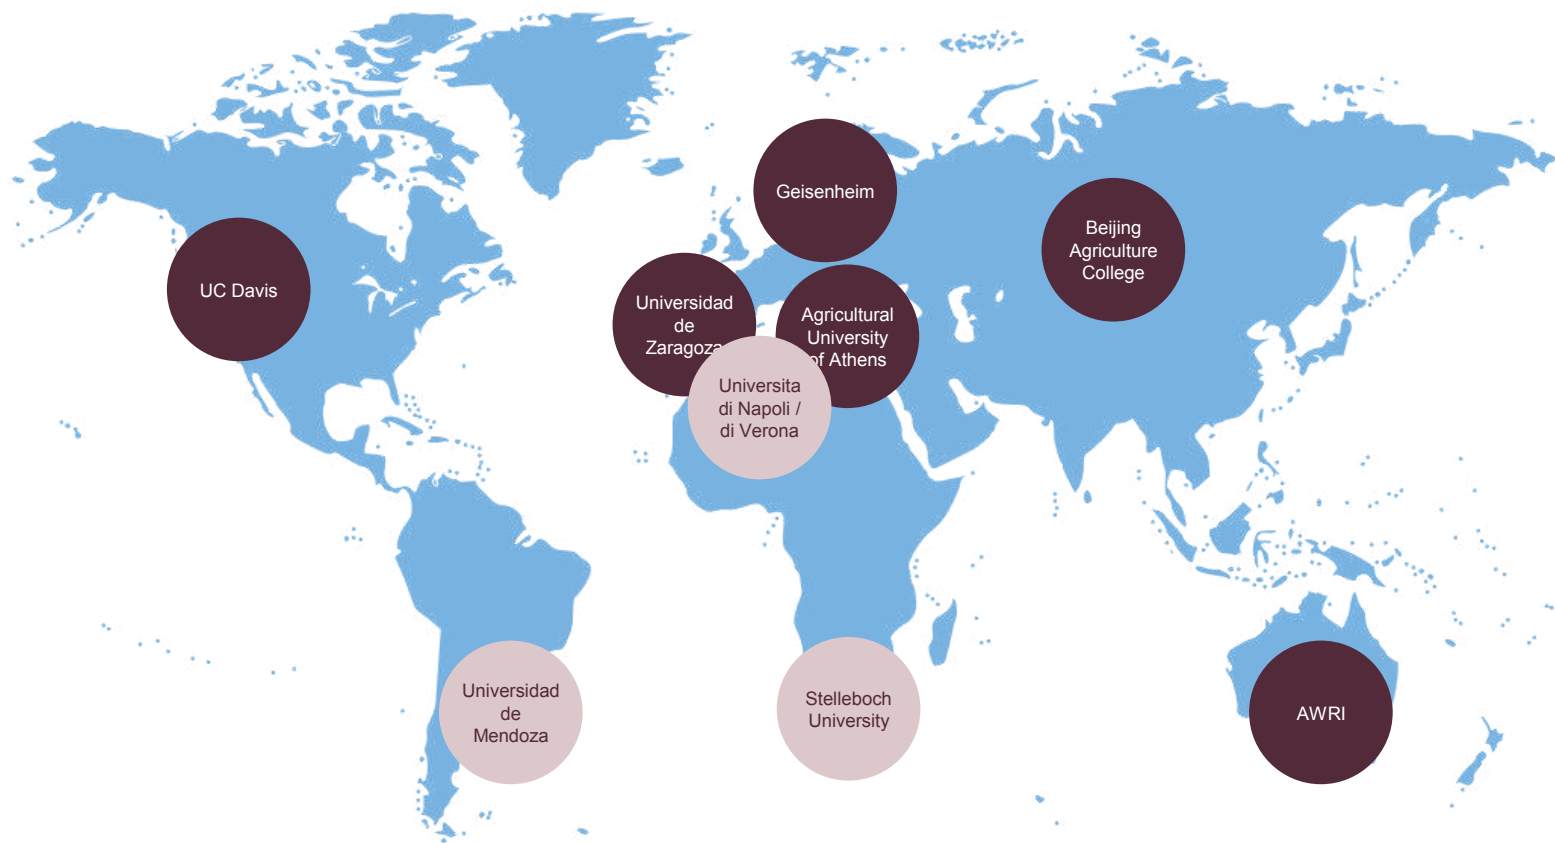 Geisenheim
Beijing
Agriculture
College
UC Davis
Universidad
de
Zaragoza
Agricultural
University
of Athens
Universita
di Napoli /
di Verona
Universidad
de
Mendoza
Stelleboch
University
AWRI